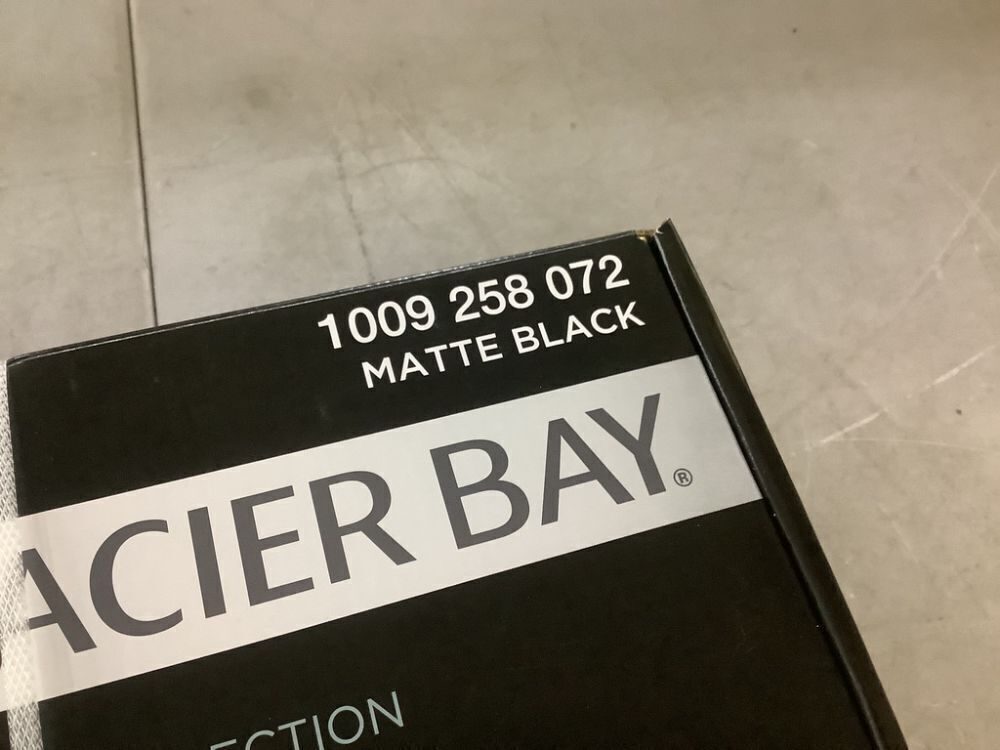 1009 258 072
MATTE BLACK
ACIER BAY®
ECTION